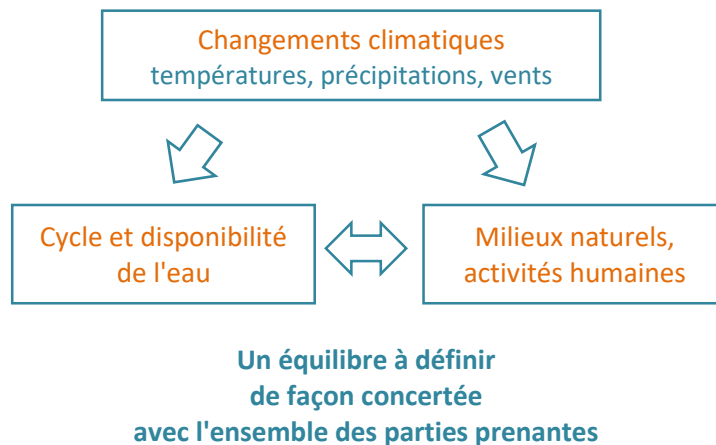 Changements climatiques
températures, précipitations, vents
Cycle et disponibilité
de l'eau
Milieux naturels,
activités humaines
Un équilibre à définir
de façon concertée
avec l'ensemble des parties prenantes